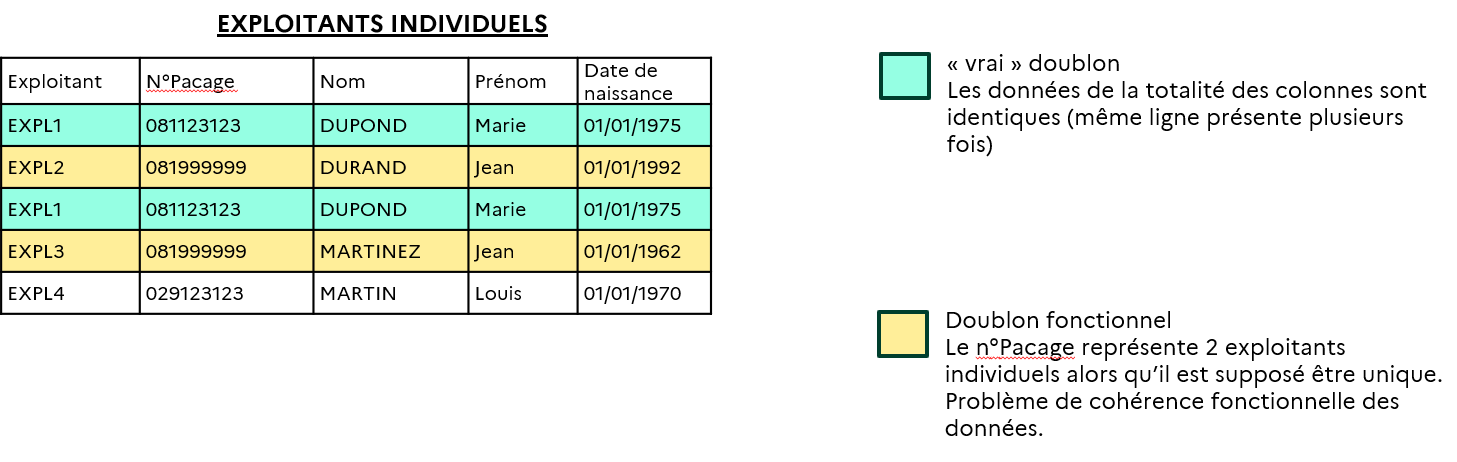 EXPLOITANTS INDIVIDUELS
Exploitant N°Pacage Nom Prénom Date de naissance
EXPL1 081123123 DUPOND Marie 01/01/1975
EXPL2 081999999 DURAND Jean 01/01/1992
EXPL1 081123123 DUPOND Marie 01/01/1975
EXPL3 081999999 MARTINEZ Jean 01/01/1962
EXPL4 029123123 MARTIN Louis 01/01/1970
« vrai » doublon
Les données de la totalité des colonnes sont
identiques (même ligne présente plusieurs
fois)
Doublon fonctionnel
Le n°Pacage représente 2 exploitants
individuels alors qu’il est supposé être unique.
Problème de cohérence fonctionnelle des
données.